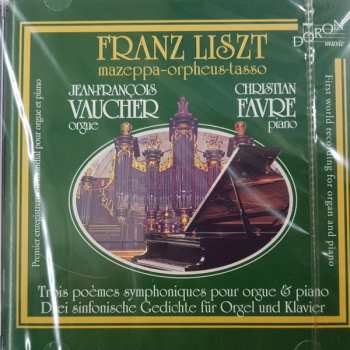 FRANZ LISZT
mazeppa-orpheus-tasso
DORON
music
JEAN-FRANÇOIS
VAUCHER
orgue
CHRISTIAN
FAVRE
piano
Premier enregistrement mondial pour orgue et piano
First world recording for organ and piano
Trois poèmes symphoniques pour orgue & piano
Drei sinfonische Gedichte für Orgel und Klavier